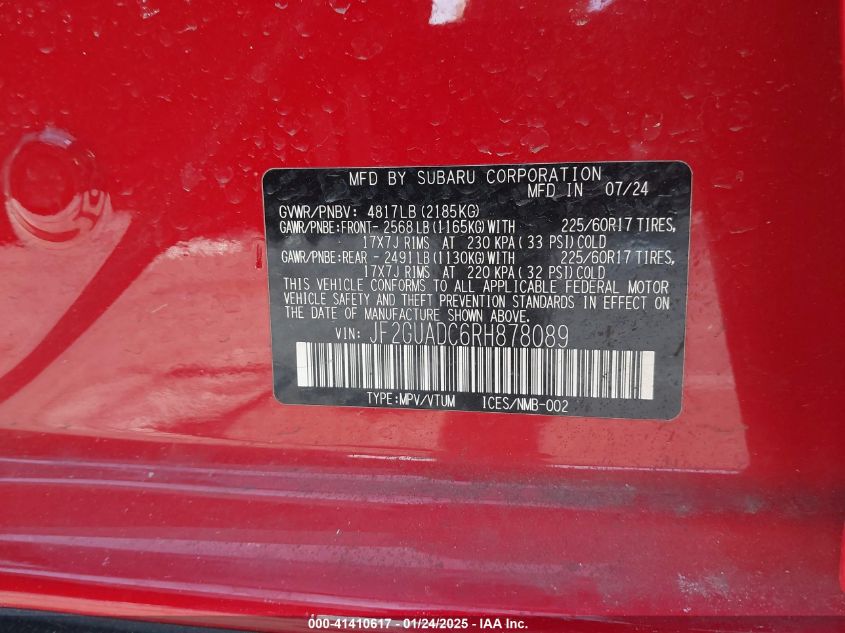 MFD BY SUBARU CORPORATION
MFD IN 07/24
GVWR/PNBV: 4817LB(2185KG)
GAWR/PNBE:FRONT- 2568LB(1165KG)WITH 225/60R17 TIRES,
17X7J RIMS AT 230 KPA(33 PSI)COLD
GAWR/PNBE:REAR - 2491LB(1130KG)WITH 225/60R17 TIRES,
17X7J RIMS AT 220 KPA(32 PSI)COLD
THIS VEHICLE CONFORMS TO ALL APPLICABLE FEDERAL MOTOR
VEHICLE SAFETY AND THEFT PREVENTION STANDARDS IN EFFECT ON
THE DATE OF MANUFACTURE SHOWN ABOVE.
VIN: JF2GUADC6RH878089
TYPE:MPV/VTUM ICES/NMB-002
000-41410617 - 01/24/2025 - IAA Inc.